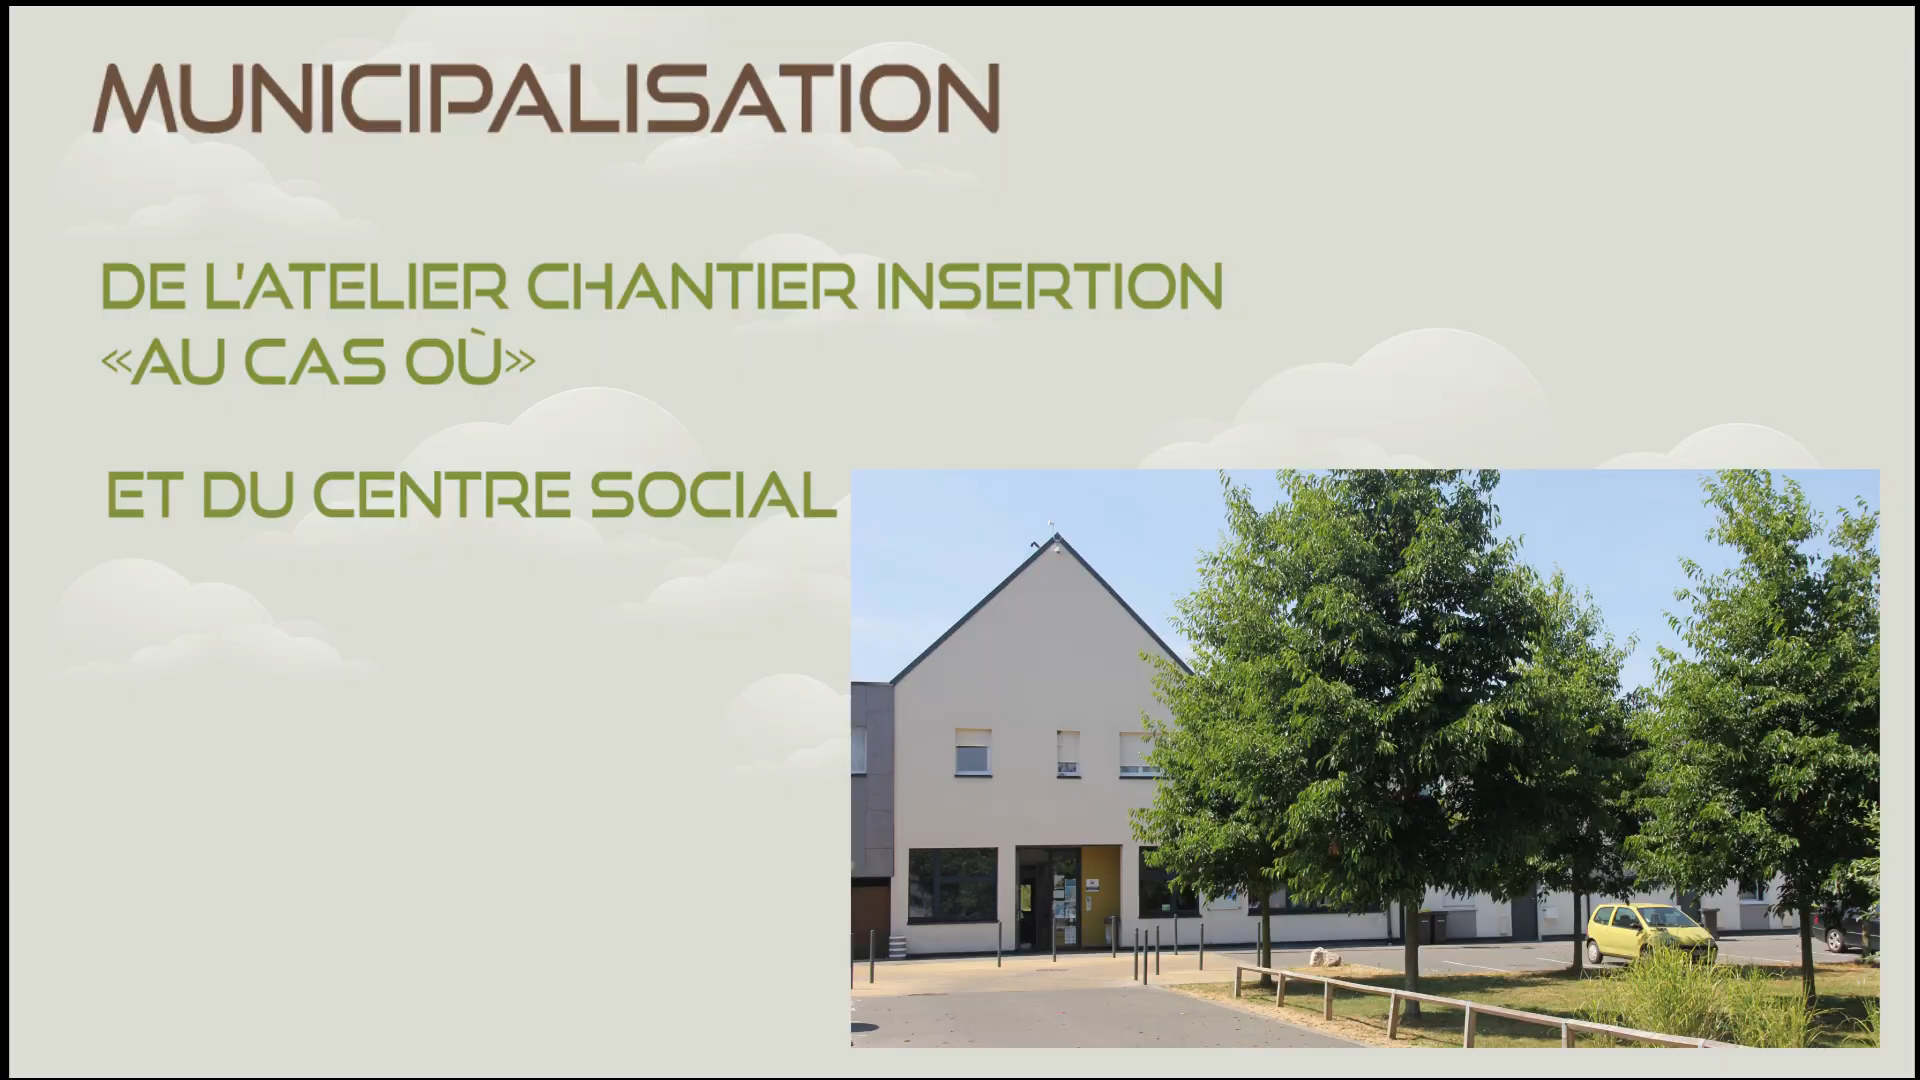 MUNICIPALISATION
DE L'ATELIER CHANTIER INSERTION
«AU CAS OÙ»
ET DU CENTRE SOCIAL